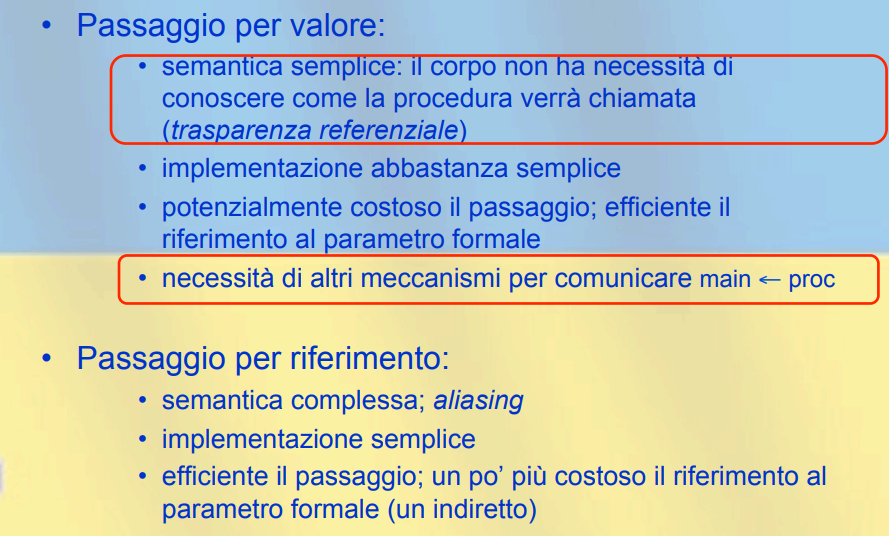 • Passaggio per valore:
• semantica semplice: il corpo non ha necessità di
conoscere come la procedura verrà chiamata
(trasparenza referenziale)
• implementazione abbastanza semplice
• potenzialmente costoso il passaggio; efficiente il
riferimento al parametro formale
• necessità di altri meccanismi per comunicare main ← proc
• Passaggio per riferimento:
• semantica complessa; aliasing
• implementazione semplice
• efficiente il passaggio; un po’ più costoso il riferimento al
parametro formale (un indiretto)